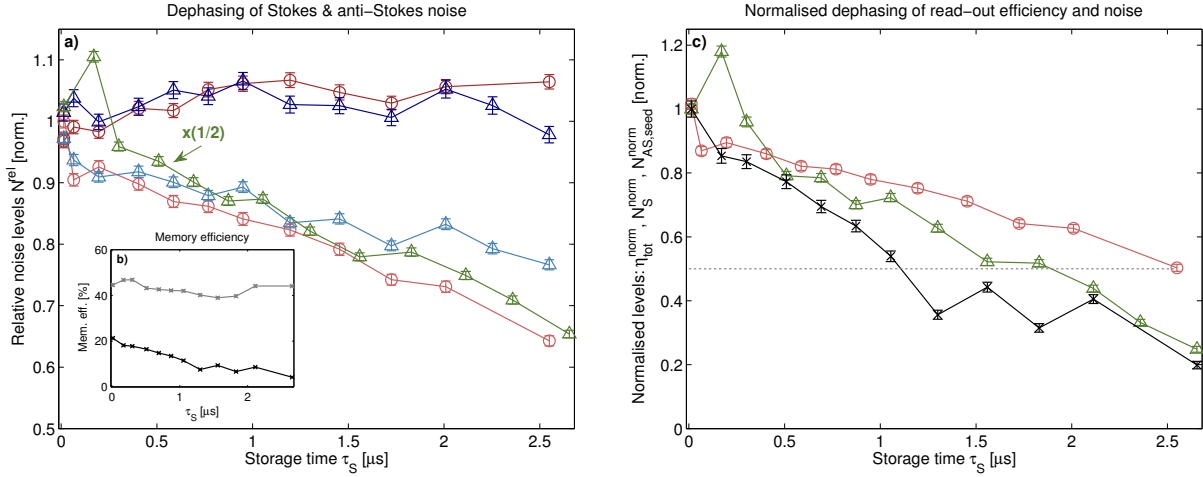 Dephasing of Stokes & anti−Stokes noise
a)
1.1
1
0.9
0.8
0.7
0.6
0.5
Relative noise levels N^rel [norm.]
x(1/2)
Memory efficiency
b)
60
40
20
0
Mem. eff. [%]
0 1 2
τ_S [μs]
0 0.5 1 1.5 2 2.5
Storage time τ_S [μs]
Normalised dephasing of read−out efficiency and noise
c)
1.2
1
0.8
0.6
0.4
0.2
Normalised levels: η_tot^norm , N_S^norm , N_AS,seed^norm [norm.]
0 0.5 1 1.5 2 2.5
Storage time τ_S [μs]